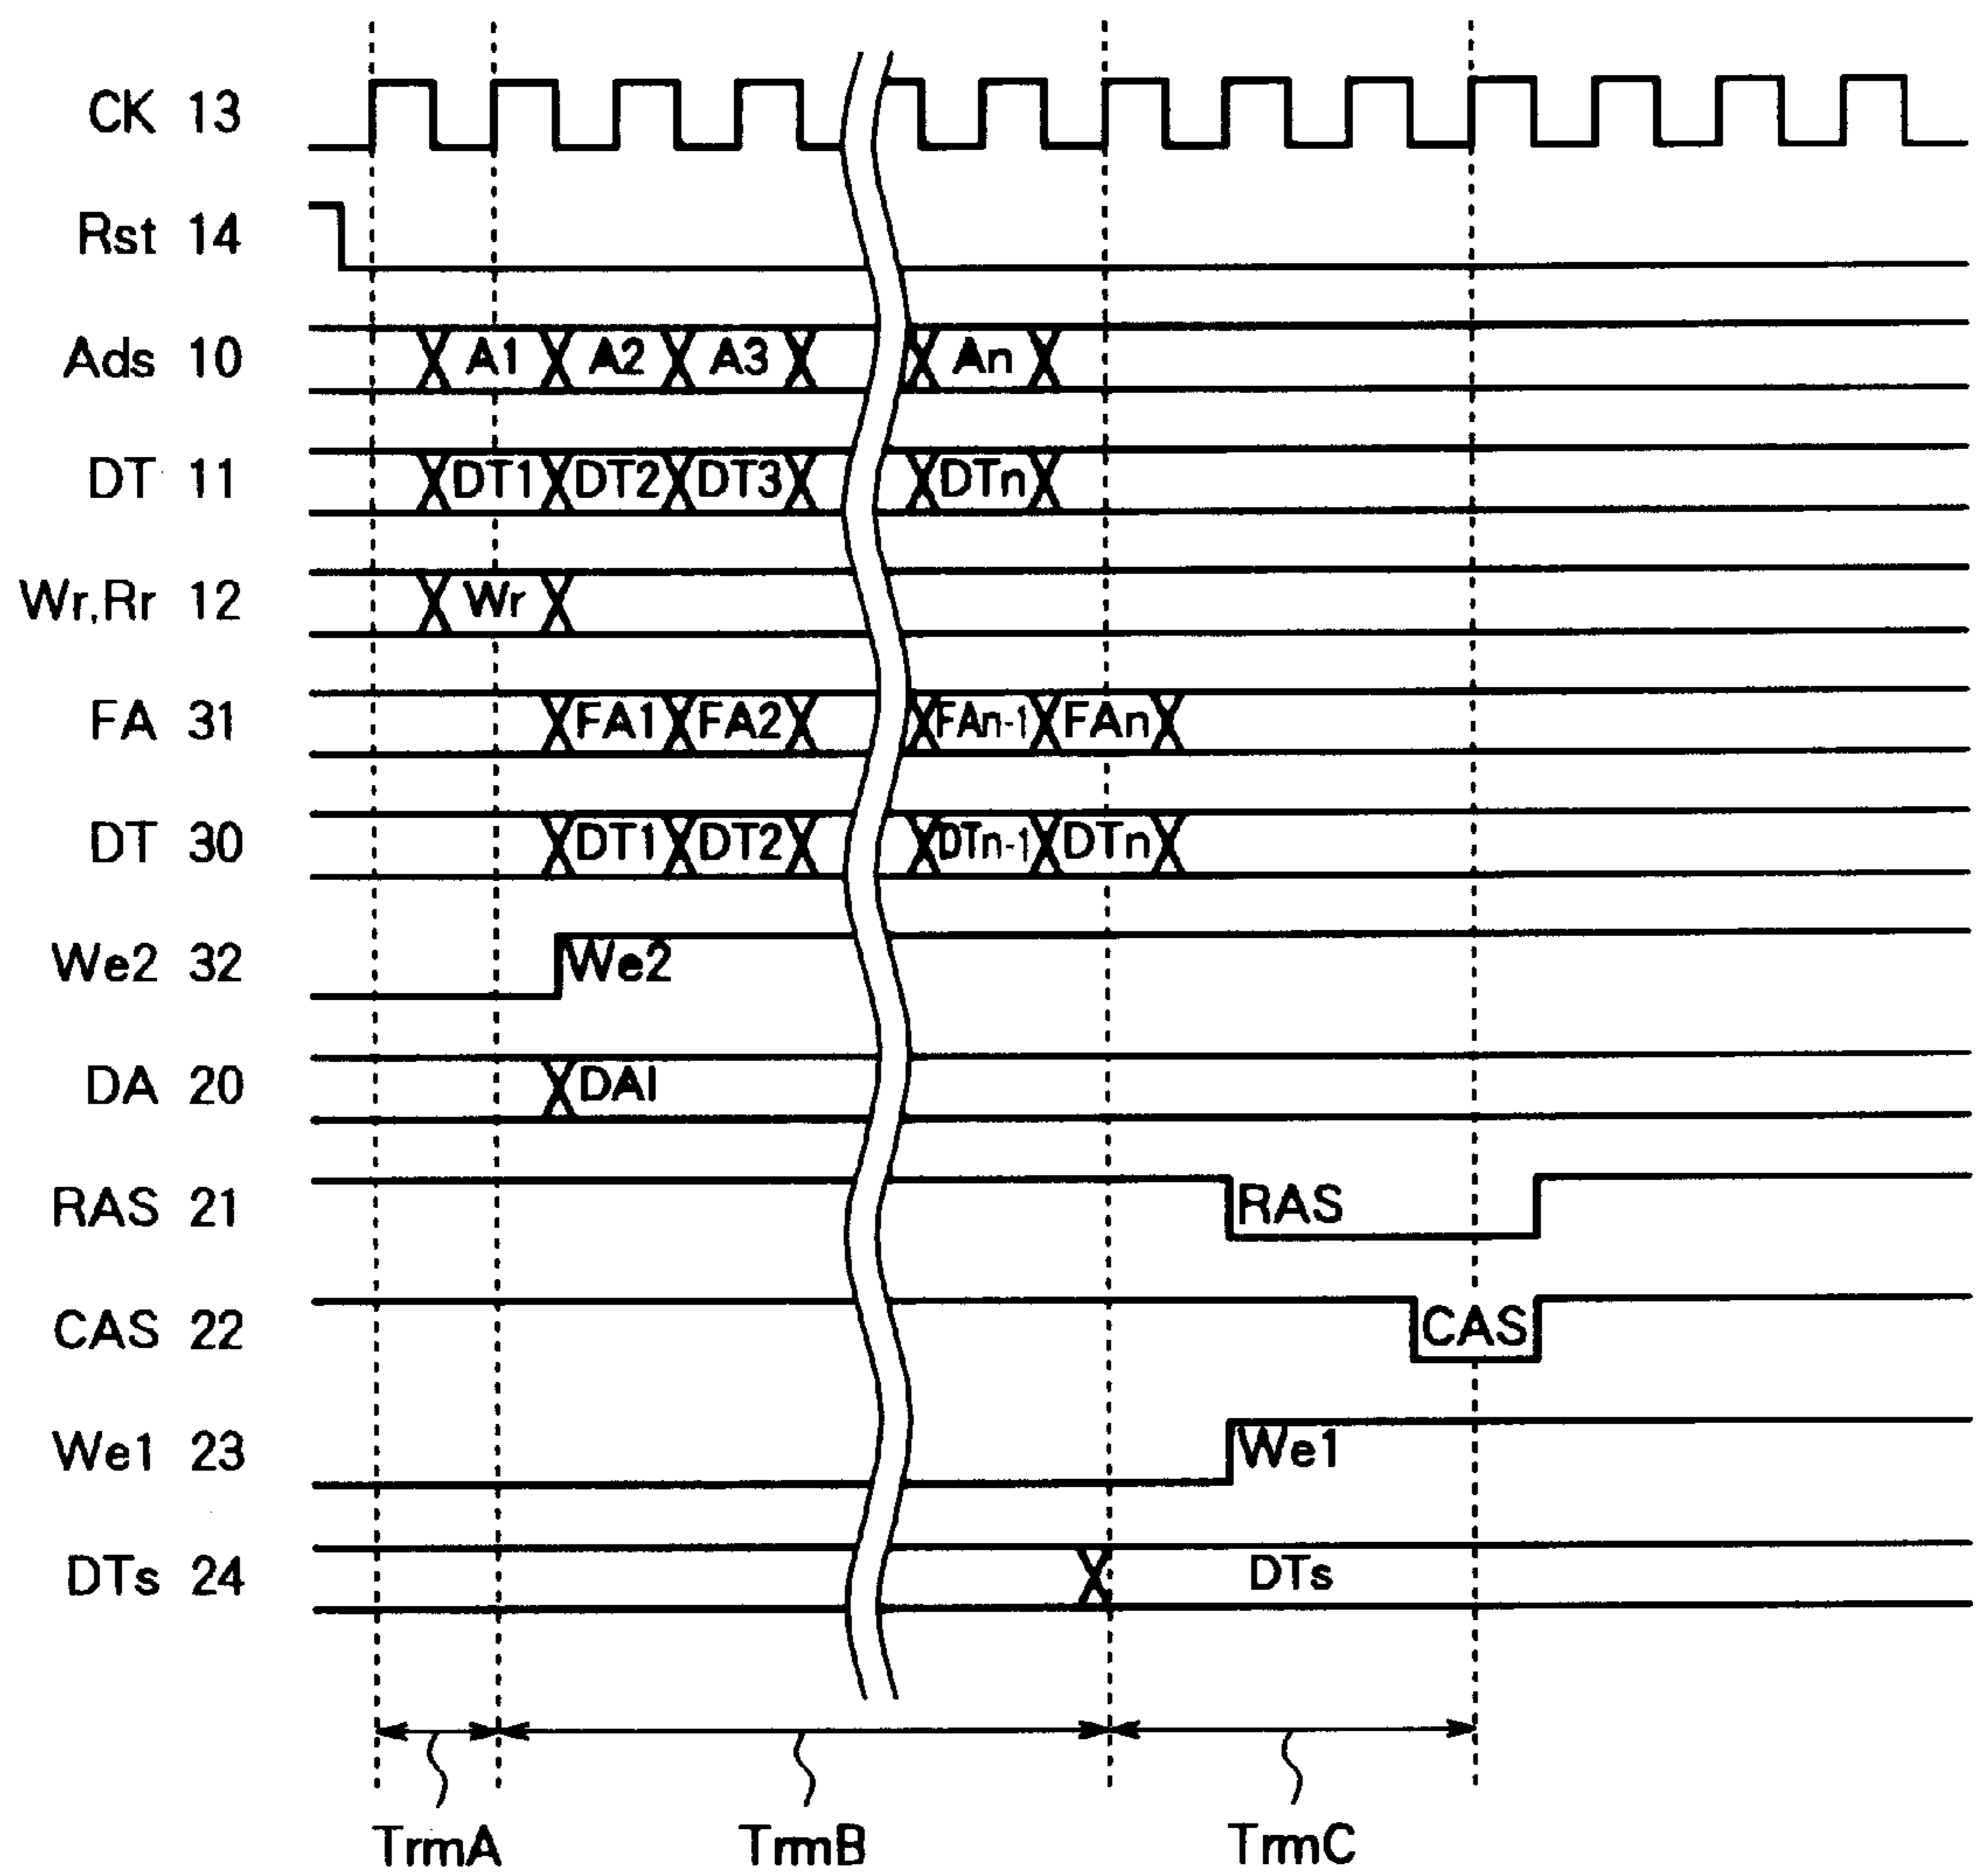 CK 13
Rst 14
Ads 10 A1 A2 A3 An
DT 11 DT1 DT2 DT3 DTn
Wr,Rr 12 Wr
FA 31 FA1 FA2 FAn-1 FAn
DT 30 DT1 DT2 DTn-1 DTn
We2 32 We2
DA 20 DAI
RAS 21 RAS
CAS 22 CAS
We1 23 We1
DTs 24 DTs
TrmA TrmB TrmC